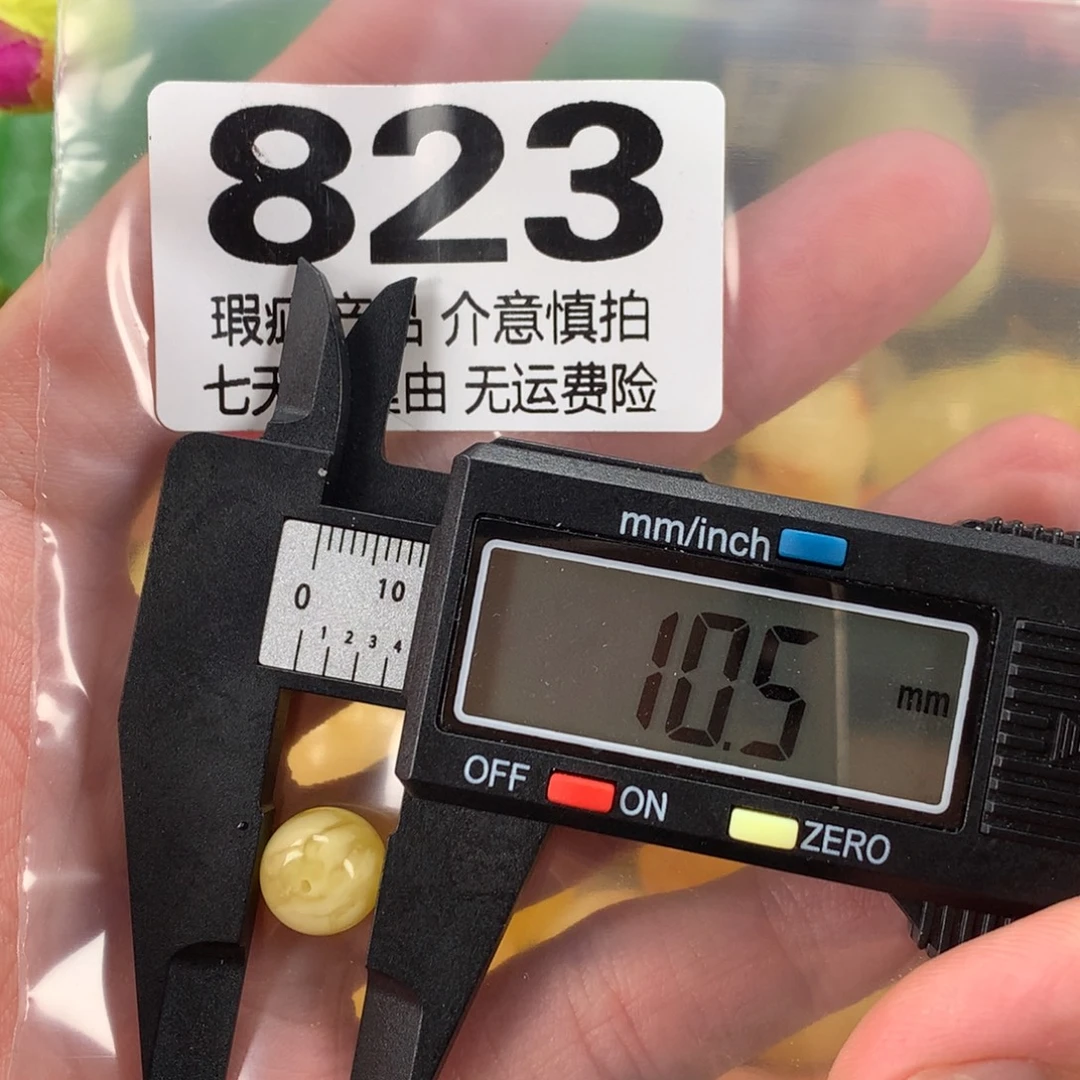 823
瑕 品 介意慎拍
七天 由 无运费险
mm/inch
0 10
1 2 3 4
10.5 mm
OFF ON ZERO